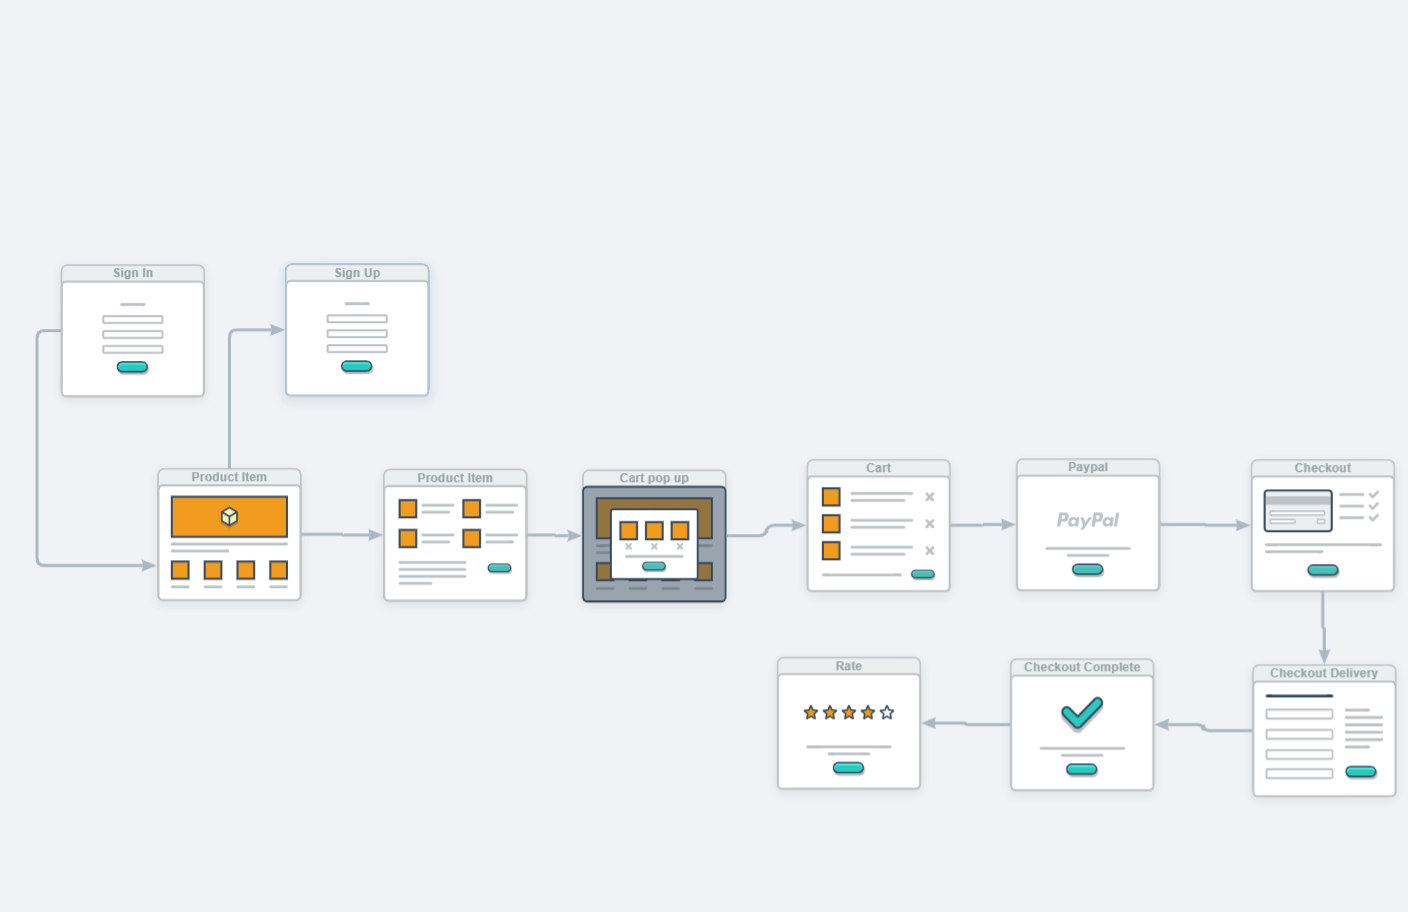 Sign In
Sign Up
Product Item
Product Item
Cart pop up
Cart
Paypal
PayPal
Checkout
Rate
Checkout Complete
Checkout Delivery